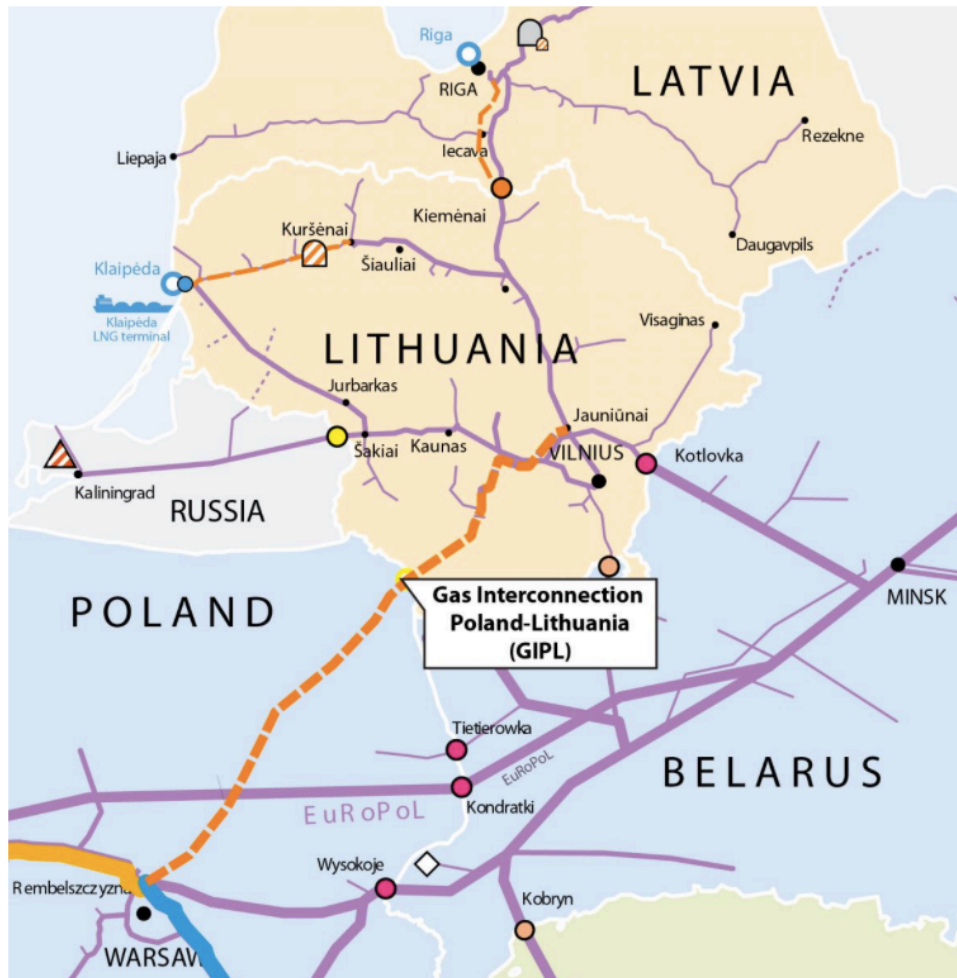 Riga
RIGA
LATVIA
Rezekne
Iecava
Liepaja
Kiemėnai
Kuršėnai
Daugavpils
Šiauliai
Klaipėda
Klaipėda
LNG terminal
Visaginas
LITHUANIA
Jurbarkas
Jauniūnai
Šakiai
Kaunas
VILNIUS
Kotlovka
Kaliningrad
RUSSIA
Gas Interconnection
Poland-Lithuania
(GIPL)
POLAND
MINSK
Tietierowka
EuRoPoL
BELARUS
Kondratki
EuRoPoL
Wysokoje
Rembelszczyzna
Kobryn
WARSAW